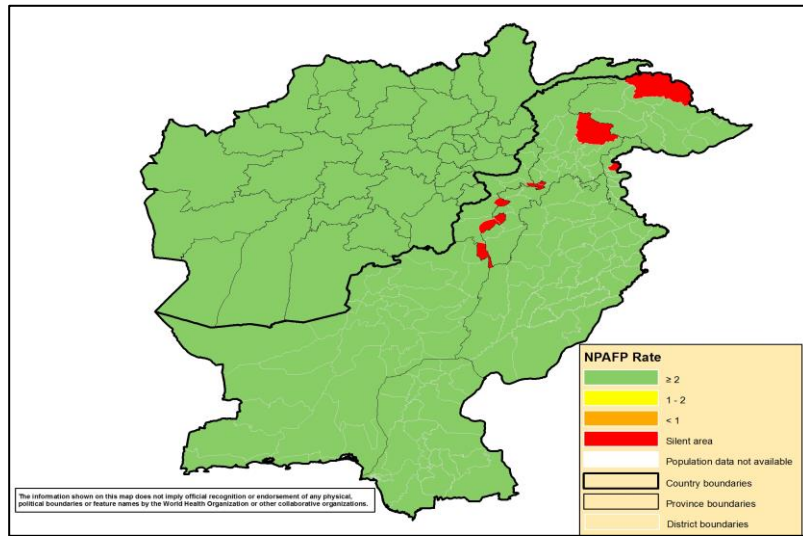 NPAFP Rate
≥ 2
1 - 2
< 1
Silent area
Population data not available
Country boundaries
Province boundaries
District boundaries
The information shown on this map does not imply official recognition or endorsement of any physical,
political boundaries or feature names by the World Health Organization or other collaborative organizations.